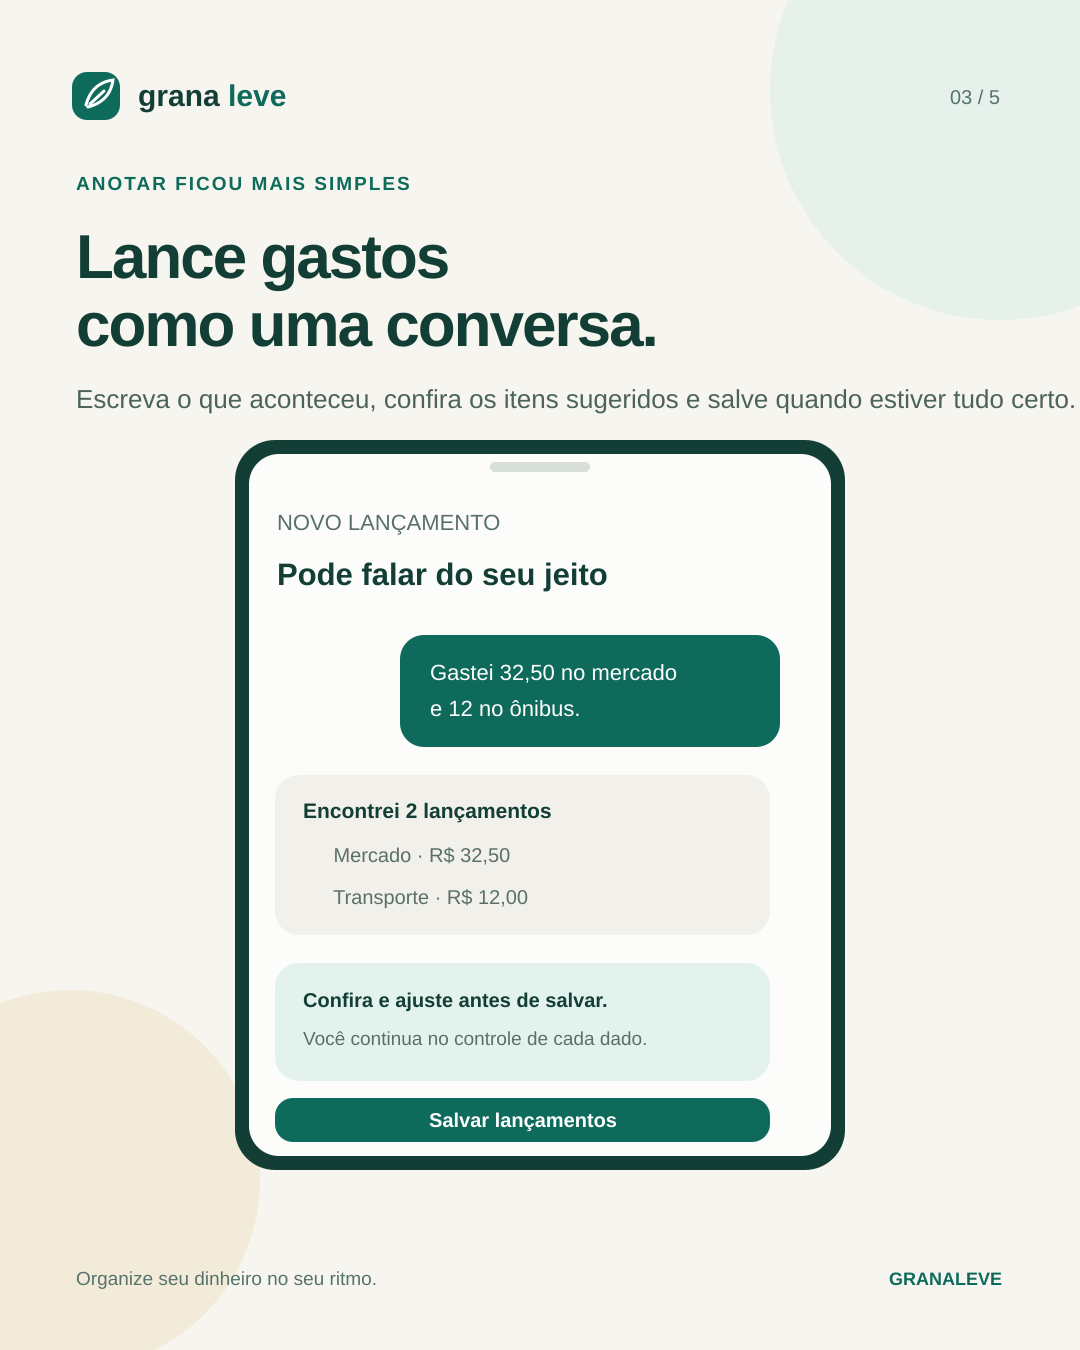 grana leve
03 / 5
ANOTAR FICOU MAIS SIMPLES
Lance gastos
como uma conversa.
Escreva o que aconteceu, confira os itens sugeridos e salve quando estiver tudo certo.
NOVO LANÇAMENTO
Pode falar do seu jeito
Gastei 32,50 no mercado
e 12 no ônibus.
Encontrei 2 lançamentos
Mercado · R$ 32,50
Transporte · R$ 12,00
Confira e ajuste antes de salvar.
Você continua no controle de cada dado.
Salvar lançamentos
Organize seu dinheiro no seu ritmo.
GRANALEVE